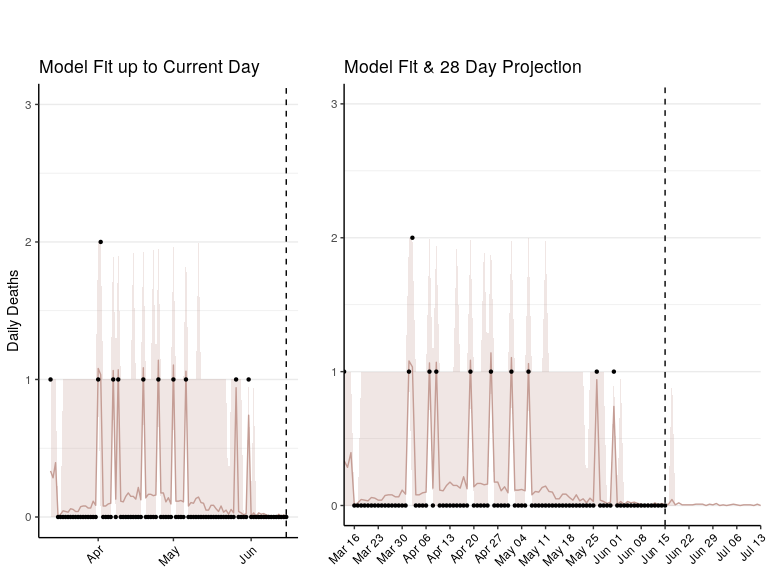 Model Fit up to Current Day
Daily Deaths
3
2
1
0
Apr
May
Jun
Model Fit & 28 Day Projection
3
2
1
0
Mar 16
Mar 23
Mar 30
Apr 06
Apr 13
Apr 20
Apr 27
May 04
May 11
May 18
May 25
Jun 01
Jun 08
Jun 15
Jun 22
Jun 29
Jul 06
Jul 13